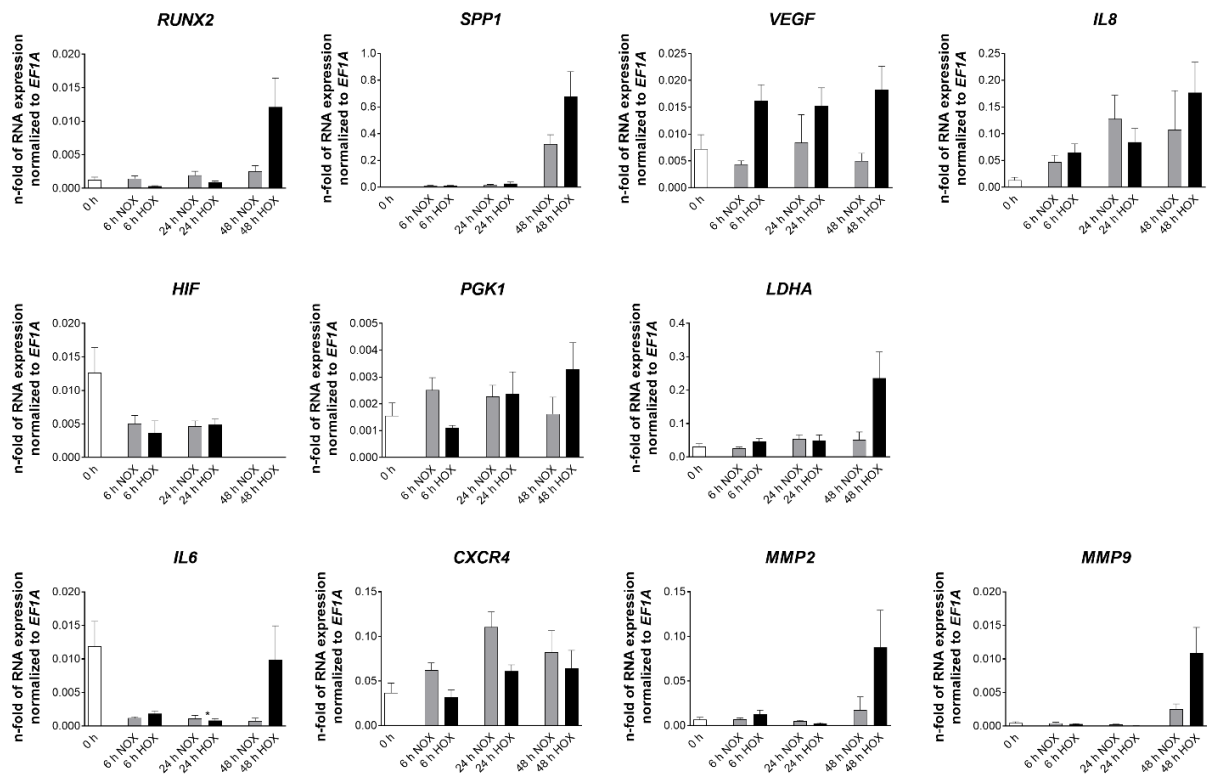 RUNX2
n-fold of RNA expression
normalized to EF1A
0.020
0.015
0.010
0.005
0.000
0 h
6 h NOX
6 h HOX
24 h NOX
24 h HOX
48 h NOX
48 h HOX
SPP1
n-fold of RNA expression
normalized to EF1A
1.0
0.8
0.6
0.4
0.2
0.0
0 h
6 h NOX
6 h HOX
24 h NOX
24 h HOX
48 h NOX
48 h HOX
VEGF
n-fold of RNA expression
normalized to EF1A
0.025
0.020
0.015
0.010
0.005
0.000
0 h
6 h NOX
6 h HOX
24 h NOX
24 h HOX
48 h NOX
48 h HOX
IL8
n-fold of RNA expression
normalized to EF1A
0.25
0.20
0.15
0.10
0.05
0.00
0 h
6 h NOX
6 h HOX
24 h NOX
24 h HOX
48 h NOX
48 h HOX
HIF
n-fold of RNA expression
normalized to EF1A
0.020
0.015
0.010
0.005
0.000
0 h
6 h NOX
6 h HOX
24 h NOX
24 h HOX
48 h NOX
48 h HOX
PGK1
n-fold of RNA expression
normalized to EF1A
0.005
0.004
0.003
0.002
0.001
0.000
0 h
6 h NOX
6 h HOX
24 h NOX
24 h HOX
48 h NOX
48 h HOX
LDHA
n-fold of RNA expression
normalized to EF1A
0.4
0.3
0.2
0.1
0.0
0 h
6 h NOX
6 h HOX
24 h NOX
24 h HOX
48 h NOX
48 h HOX
IL6
n-fold of RNA expression
normalized to EF1A
0.020
0.015
0.010
0.005
0.000
*
0 h
6 h NOX
6 h HOX
24 h NOX
24 h HOX
48 h NOX
48 h HOX
CXCR4
n-fold of RNA expression
normalized to EF1A
0.15
0.10
0.05
0.00
0 h
6 h NOX
6 h HOX
24 h NOX
24 h HOX
48 h NOX
48 h HOX
MMP2
n-fold of RNA expression
normalized to EF1A
0.20
0.15
0.10
0.05
0.00
0 h
6 h NOX
6 h HOX
24 h NOX
24 h HOX
48 h NOX
48 h HOX
MMP9
n-fold of RNA expression
normalized to EF1A
0.020
0.015
0.010
0.005
0.000
0 h
6 h NOX
6 h HOX
24 h NOX
24 h HOX
48 h NOX
48 h HOX